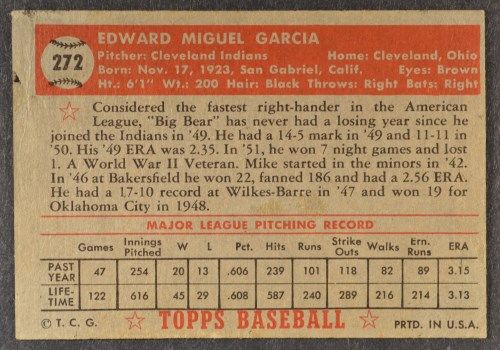 272
EDWARD MIGUEL GARCIA
Pitcher: Cleveland Indians Home: Cleveland, Ohio
Born: Nov. 17, 1923, San Gabriel, Calif. Eyes: Brown
Ht.: 6'1" Wt.: 200 Hair: Black Throws: Right Bats: Right
Considered the fastest right-hander in the American
League, "Big Bear" has never had a losing year since he
joined the Indians in '49. He had a 14-5 mark in '49 and 11-11 in
'50. His '49 ERA was 2.35. In '51, he won 7 night games and lost
1. A World War II Veteran. Mike started in the minors in '42.
In '46 at Bakersfield he won 22, fanned 186 and had a 2.56 ERA.
He had a 17-10 record at Wilkes-Barre in '47 and won 19 for
Oklahoma City in 1948.
MAJOR LEAGUE PITCHING RECORD
Games Innings Pitched W L Pct. Hits Runs Strike Outs Walks Ern. Runs ERA
PAST YEAR 47 254 20 13 .606 239 101 118 82 89 3.15
LIFE-TIME 122 616 45 29 .608 587 240 289 216 214 3.13
© T. C. G. TOPPS BASEBALL PRTD. IN U.S.A.